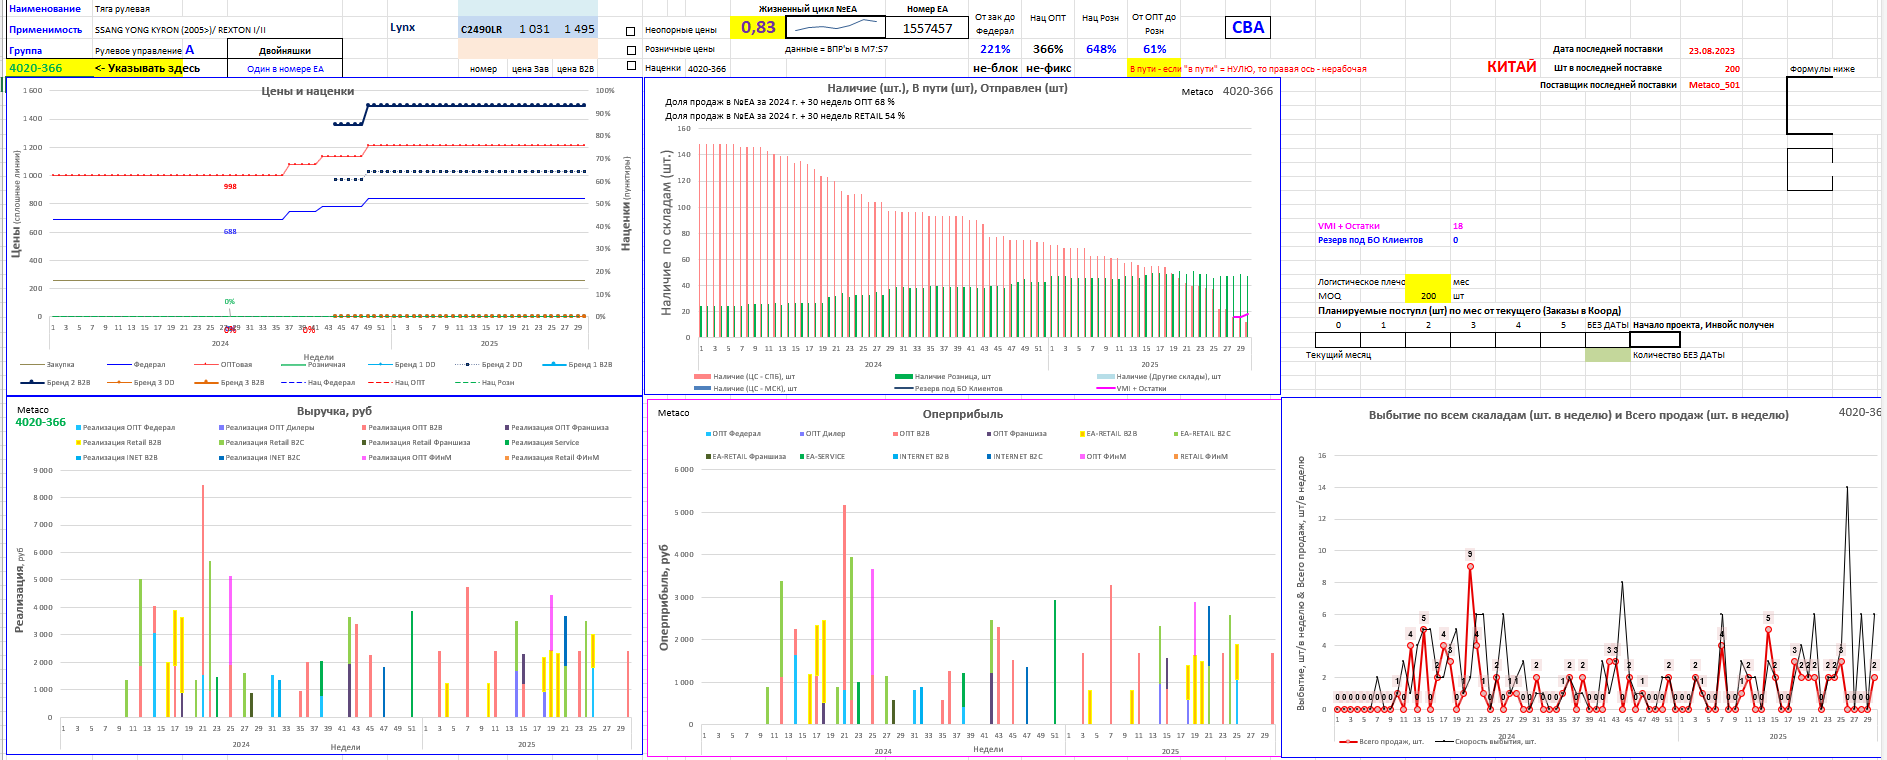 Наименование Тяга рулевая
Применимость SSANG YONG KYRON (2005>)/ REXTON I/II
Группа Рулевое управление A Двойняшки
4020-366 <- Указывать здесь Один в номере ЕА
Lynx C2490LR 1 031 1 495
номер цена Зав цена B2B
Жизненный цикл №ЕА Номер ЕА
Неопорные цены 0,83 1557457
Розничные цены данные = ВПР'ы в M7:S7
Наценки 4020-366
От зак до Федерал Нац ОПТ Нац Розн От ОПТ до Розн
221% 366% 648% 61%
не-блок не-фикс
СВА
В пути - если "в пути" = НУЛЮ, то правая ось - нерабочая
КИТАЙ
Дата последней поставки 23.08.2023
Шт в последней поставке 200
Поставщик последней поставки Metaco_501
Формулы ниже
Цены и наценки
Цены (сплошные линии)
Наценки (пунктиры)
1 600
1 400
1 200
1 000
800
600
400
200
0
100%
90%
80%
70%
60%
50%
40%
30%
20%
10%
0%
998
688
0%
0%
1 3 5 7 9 11 13 15 17 19 21 23 25 27 29 31 33 35 37 39 41 43 45 47 49 51 1 3 5 7 9 11 13 15 17 19 21 23 25 27 29
2024 2025
Недели
Закупка Федерал ОПТовая Розничная Бренд 1 DD Бренд 2 DD Бренд 1 B2B
Бренд 2 B2B Бренд 3 DD Бренд 3 B2B Нац Федерал Нац ОПТ Нац Розн
Наличие (шт.), В пути (шт), Отправлен (шт)
Metaco 4020-366
Доля продаж в №ЕА за 2024 г. + 30 недель ОПТ 68 %
Доля продаж в №ЕА за 2024 г. + 30 недель RETAIL 54 %
Наличие по складам (шт.)
160
140
120
100
80
60
40
20
0
1 3 5 7 9 11 13 15 17 19 21 23 25 27 29 31 33 35 37 39 41 43 45 47 49 51 1 3 5 7 9 11 13 15 17 19 21 23 25 27 29
2024 2025
Наличие (ЦС - СПБ), шт Наличие Розница, шт Наличие (Другие склады), шт
Наличие (ЦС - МСК), шт Резерв под БО Клиентов VMI + Остатки
VMI + Остатки 18
Резерв под БО Клиентов 0
Логистическое плечо мес
MOQ 200 шт
Планируемые поступл (шт) по мес от текущего (Заказы в Коорд)
0 1 2 3 4 5 БЕЗ ДАТЫ Начало проекта, Инвойс получен
Текущий месяц Количество БЕЗ ДАТЫ
Metaco
4020-366
Выручка, руб
Реализация ОПТ Федерал Реализация ОПТ Дилеры Реализация ОПТ B2B Реализация ОПТ Франшиза
Реализация Retail B2B Реализация Retail B2C Реализация Retail Франшиза Реализация Service
Реализация INET B2B Реализация INET B2C Реализация ОПТ ФИнМ Реализация Retail ФИнМ
Реализация, руб
9 000
8 000
7 000
6 000
5 000
4 000
3 000
2 000
1 000
0
1 3 5 7 9 11 13 15 17 19 21 23 25 27 29 31 33 35 37 39 41 43 45 47 49 51 1 3 5 7 9 11 13 15 17 19 21 23 25 27 29
2024 Недели 2025
Metaco
Оперприбыль
ОПТ Федерал ОПТ Дилер ОПТ B2B ОПТ Франшиза EA-RETAIL B2B EA-RETAIL B2C
EA-RETAIL Франшиза EA-SERVICE INTERNET B2B INTERNET B2C ОПТ ФИнМ RETAIL ФИнМ
Оперприбыль, руб
6 000
5 000
4 000
3 000
2 000
1 000
0
1 3 5 7 9 11 13 15 17 19 21 23 25 27 29 31 33 35 37 39 41 43 45 47 49 51 1 3 5 7 9 11 13 15 17 19 21 23 25 27 29
2024 Недели 2025
Выбытие по всем скаладам (шт. в неделю) и Всего продаж (шт. в неделю)
4020-36
Выбытие, шт/в неделю & Всего продаж, шт/в неделю
16
14
12
10
8
6
4
2
0
1 3 5 7 9 11 13 15 17 19 21 23 25 27 29 31 33 35 37 39 41 43 45 47 49 51 1 3 5 7 9 11 13 15 17 19 21 23 25 27 29
2024 2025
Всего продаж, шт. Скорость выбытия, шт.